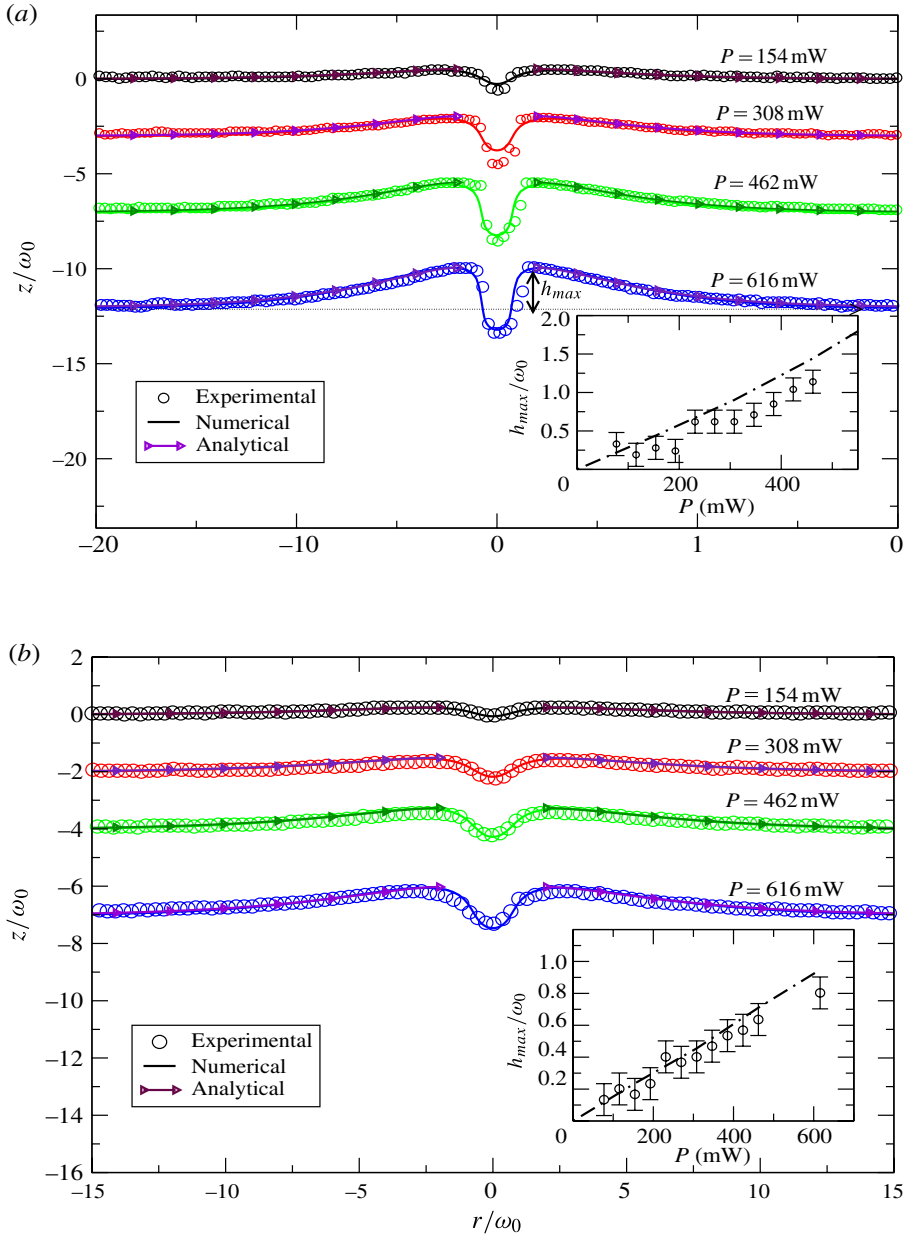 (a)
P = 154 mW
P = 308 mW
P = 462 mW
P = 616 mW
h_max
z/ω0
0
–5
–10
–15
–20
–20
–10
0
1
0
Experimental
Numerical
Analytical
h_max/ω0
2.0
1.5
1.0
0.5
0
200
400
P (mW)
(b)
P = 154 mW
P = 308 mW
P = 462 mW
P = 616 mW
z/ω0
2
0
–2
–4
–6
–8
–10
–12
–14
–16
–15
–10
–5
0
5
10
15
r/ω0
Experimental
Numerical
Analytical
h_max/ω0
1.0
0.8
0.6
0.4
0.2
0
200
400
600
P (mW)